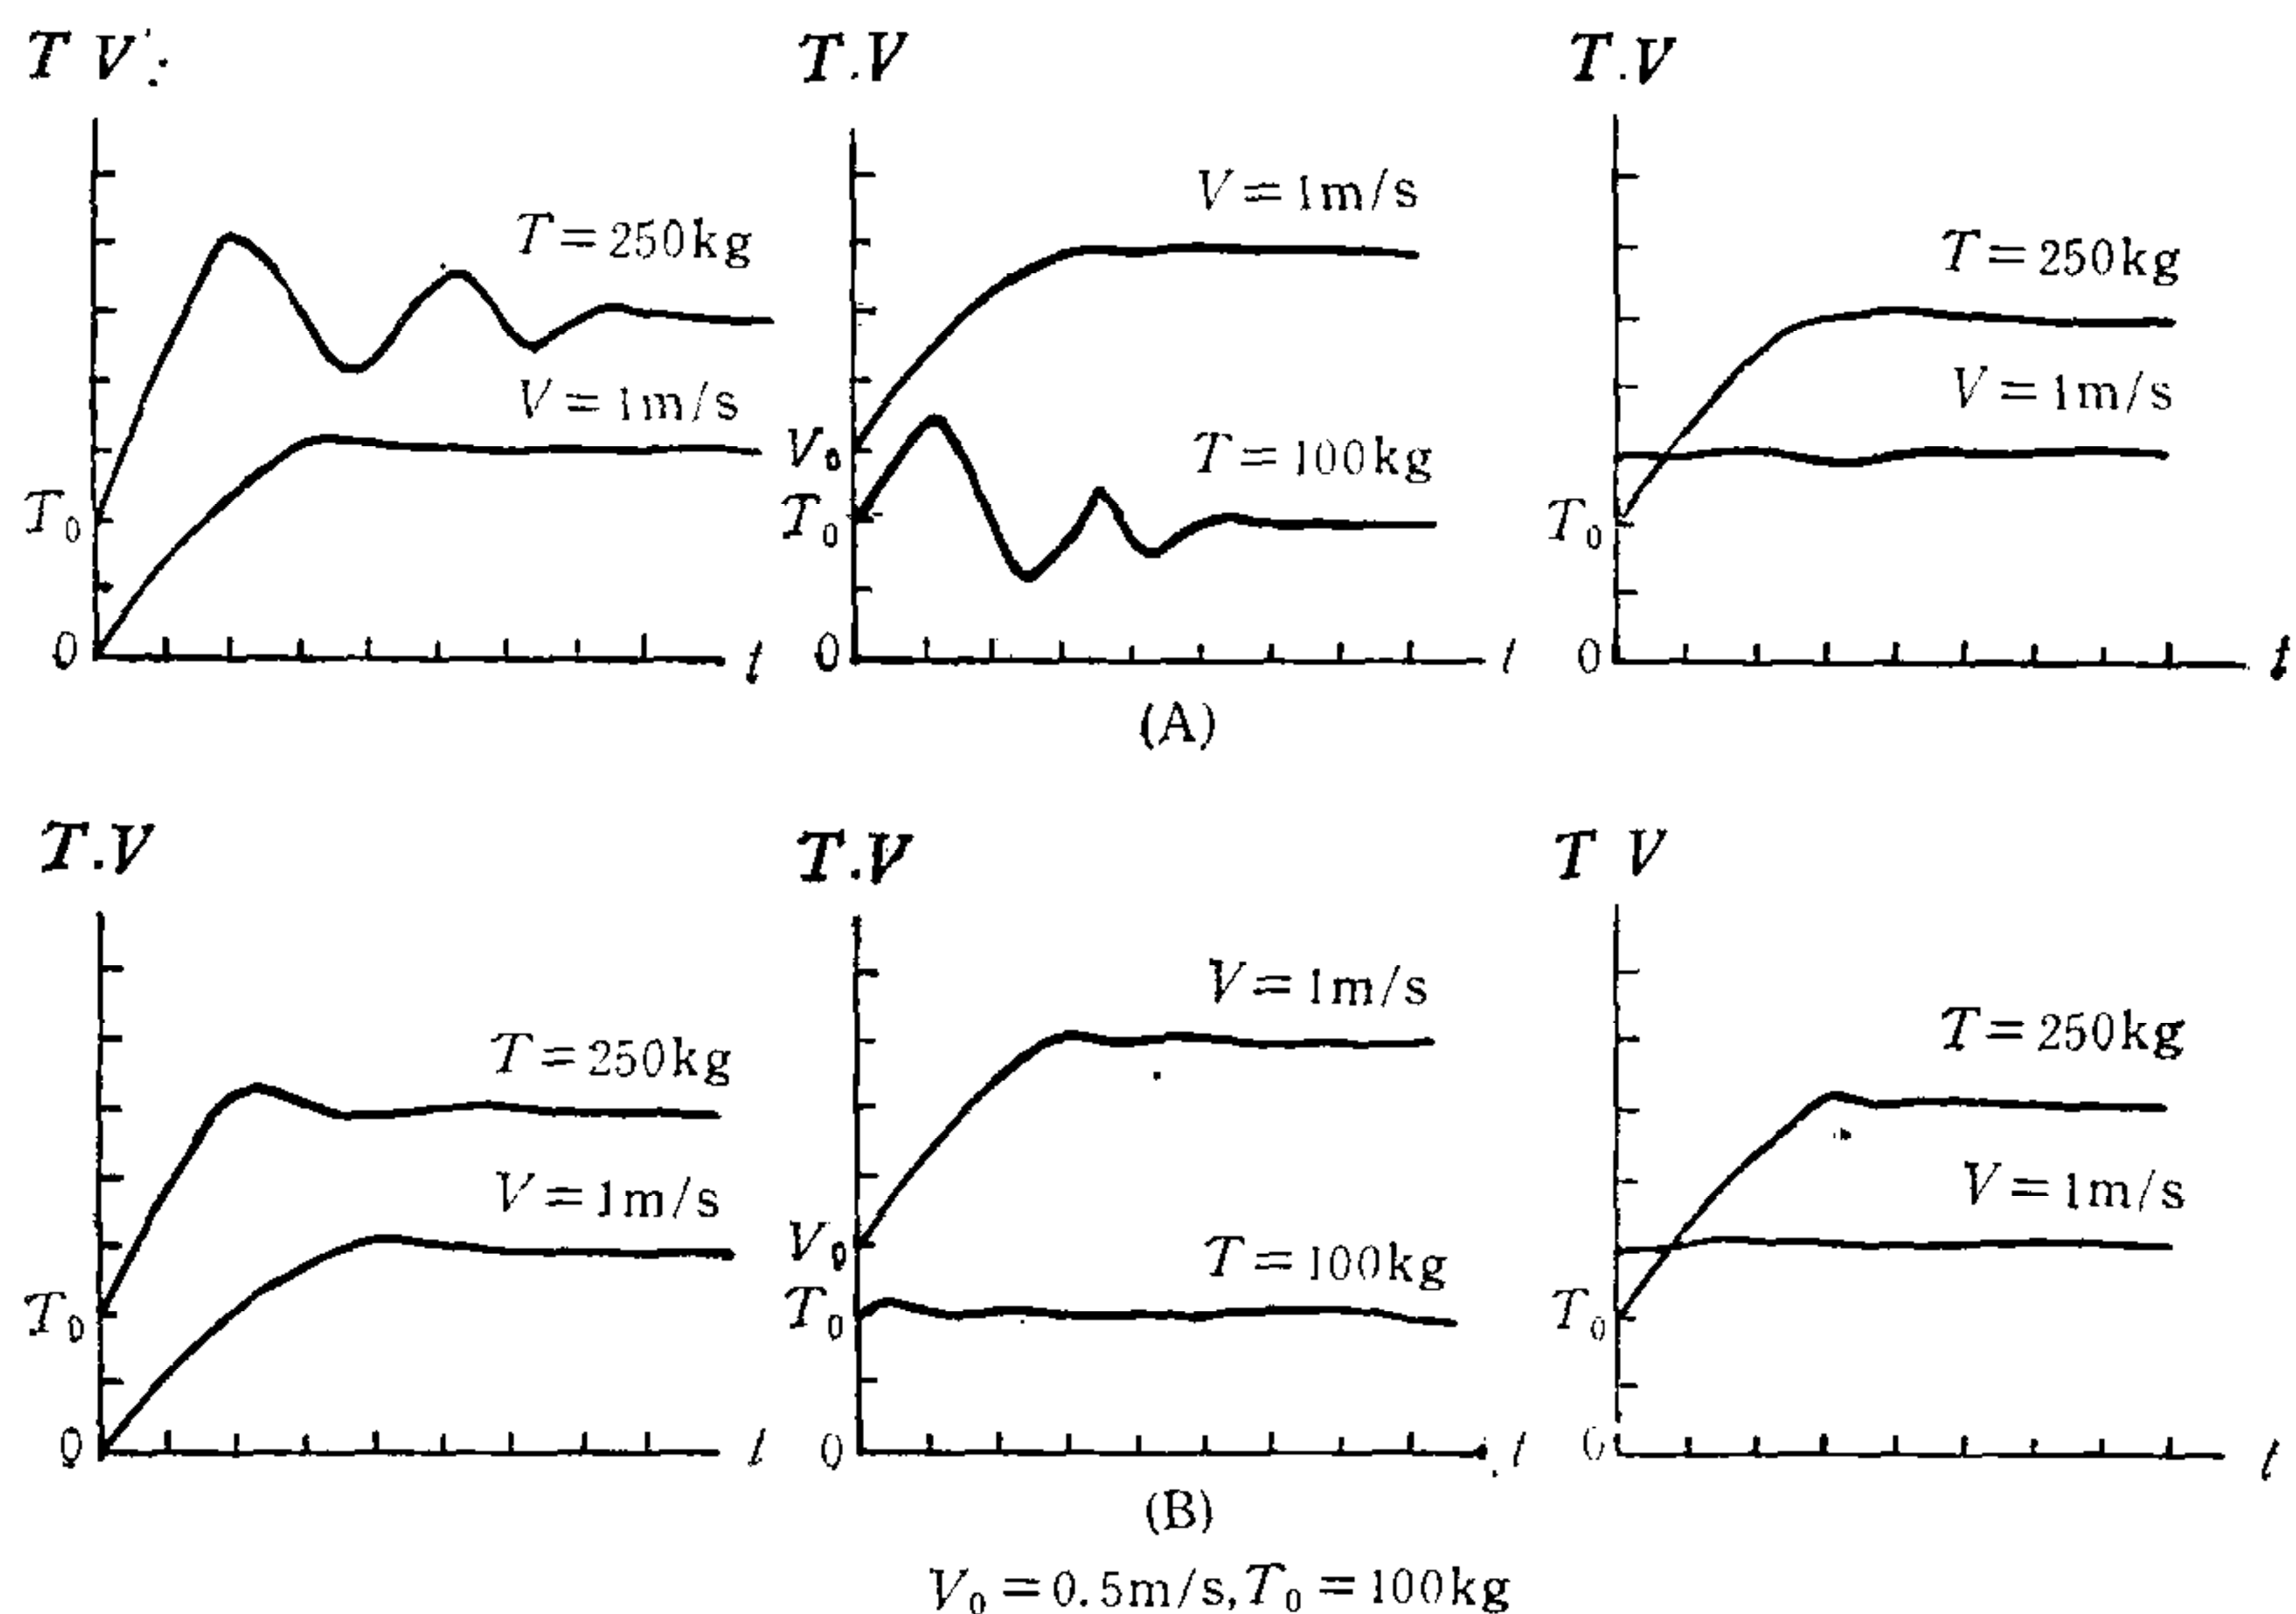 T V
T.V
T.V
T=250kg
V=1m/s
T₀
0
t
V=1m/s
V₀
T=100kg
T₀
0
t
T=250kg
V=1m/s
T₀
0
t
(A)
T.V
T.V
T V
T=250kg
V=1m/s
T₀
0
t
V=1m/s
V₀
T=100kg
T₀
0
t
T=250kg
V=1m/s
T₀
0
t
(B)
V₀=0.5m/s,T₀=100kg